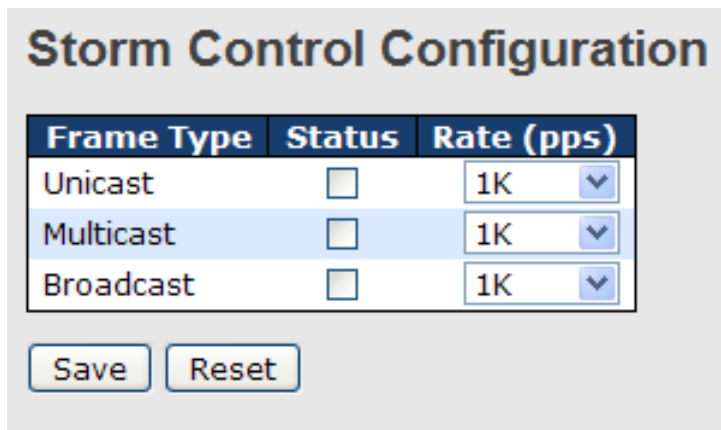 Storm Control Configuration
Frame Type Status Rate (pps)
Unicast 1K
Multicast 1K
Broadcast 1K
Save Reset